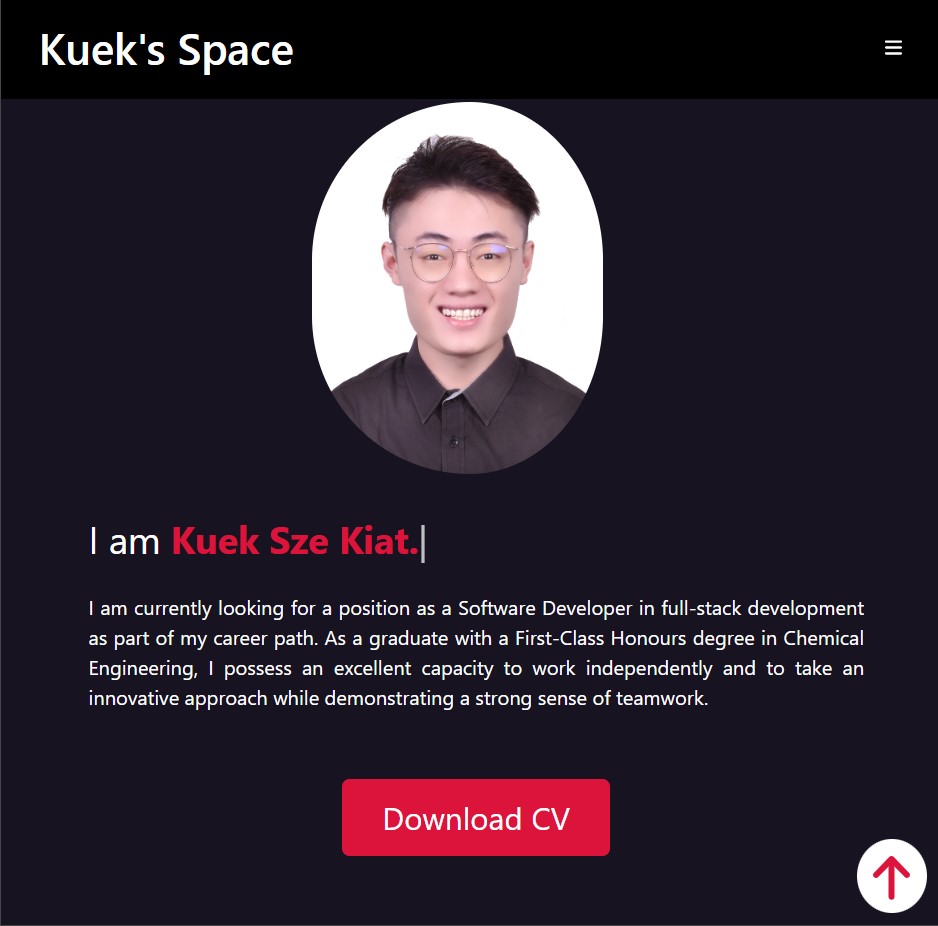 Kuek's Space
I am Kuek Sze Kiat.|
I am currently looking for a position as a Software Developer in full-stack development
as part of my career path. As a graduate with a First-Class Honours degree in Chemical
Engineering, I possess an excellent capacity to work independently and to take an
innovative approach while demonstrating a strong sense of teamwork.
Download CV